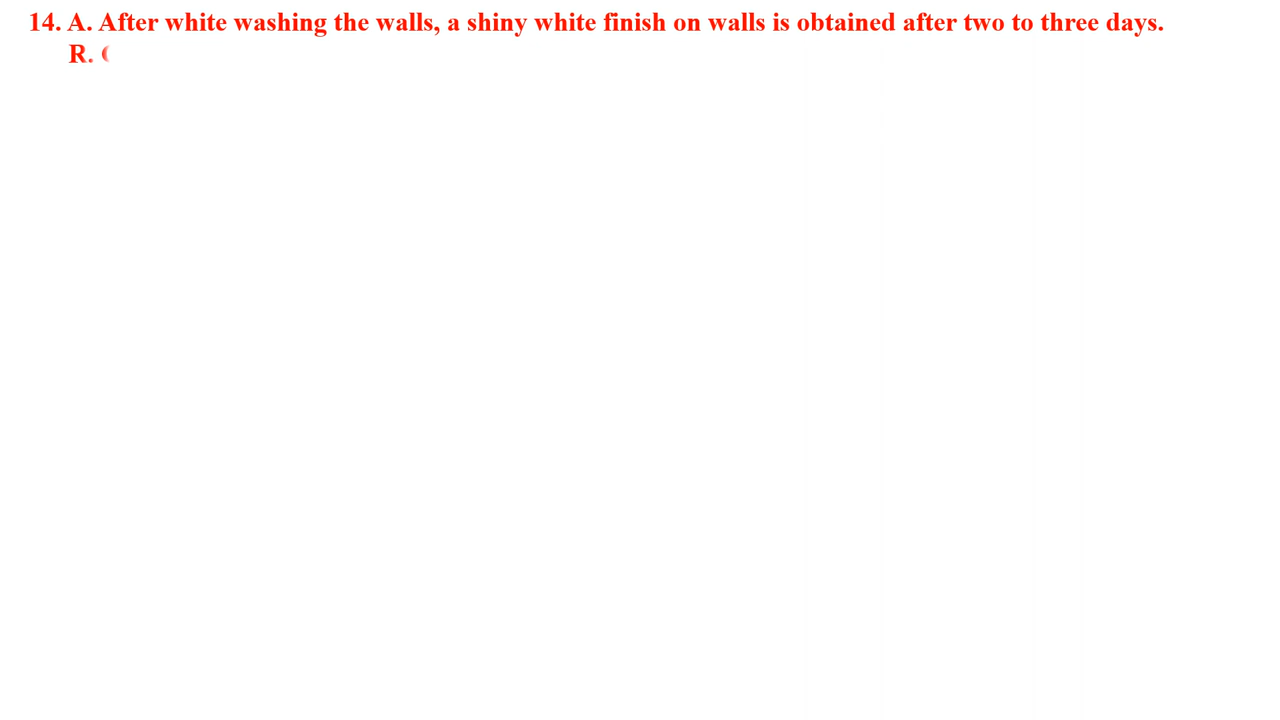 14. A. After white washing the walls, a shiny white finish on walls is obtained after two to three days.
R.